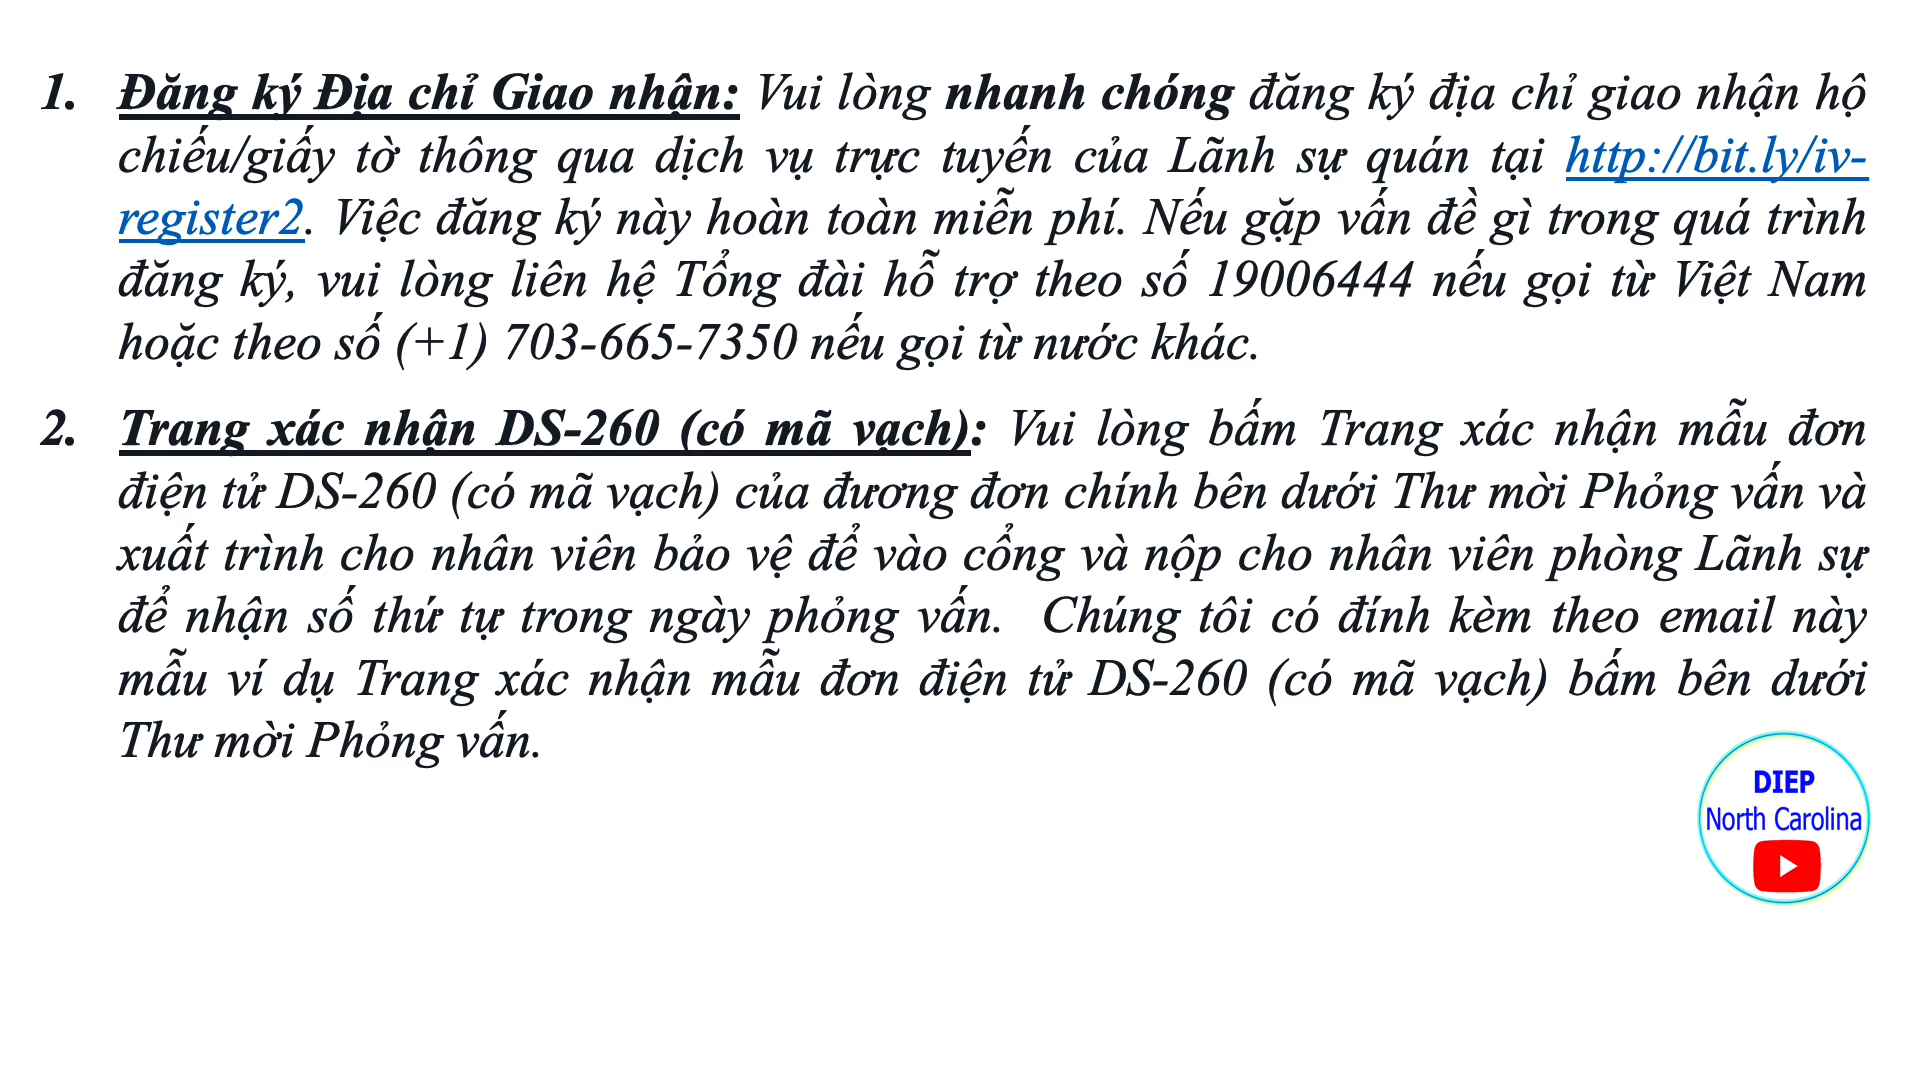 1. Đăng ký Địa chỉ Giao nhận: Vui lòng nhanh chóng đăng ký địa chỉ giao nhận hộ
chiếu/giấy tờ thông qua dịch vụ trực tuyến của Lãnh sự quán tại http://bit.ly/iv-
register2. Việc đăng ký này hoàn toàn miễn phí. Nếu gặp vấn đề gì trong quá trình
đăng ký, vui lòng liên hệ Tổng đài hỗ trợ theo số 19006444 nếu gọi từ Việt Nam
hoặc theo số (+1) 703-665-7350 nếu gọi từ nước khác.
2. Trang xác nhận DS-260 (có mã vạch): Vui lòng bấm Trang xác nhận mẫu đơn
điện tử DS-260 (có mã vạch) của đương đơn chính bên dưới Thư mời Phỏng vấn và
xuất trình cho nhân viên bảo vệ để vào cổng và nộp cho nhân viên phòng Lãnh sự
để nhận số thứ tự trong ngày phỏng vấn.  Chúng tôi có đính kèm theo email này
mẫu ví dụ Trang xác nhận mẫu đơn điện tử DS-260 (có mã vạch) bấm bên dưới
Thư mời Phỏng vấn.
DIEP
North Carolina